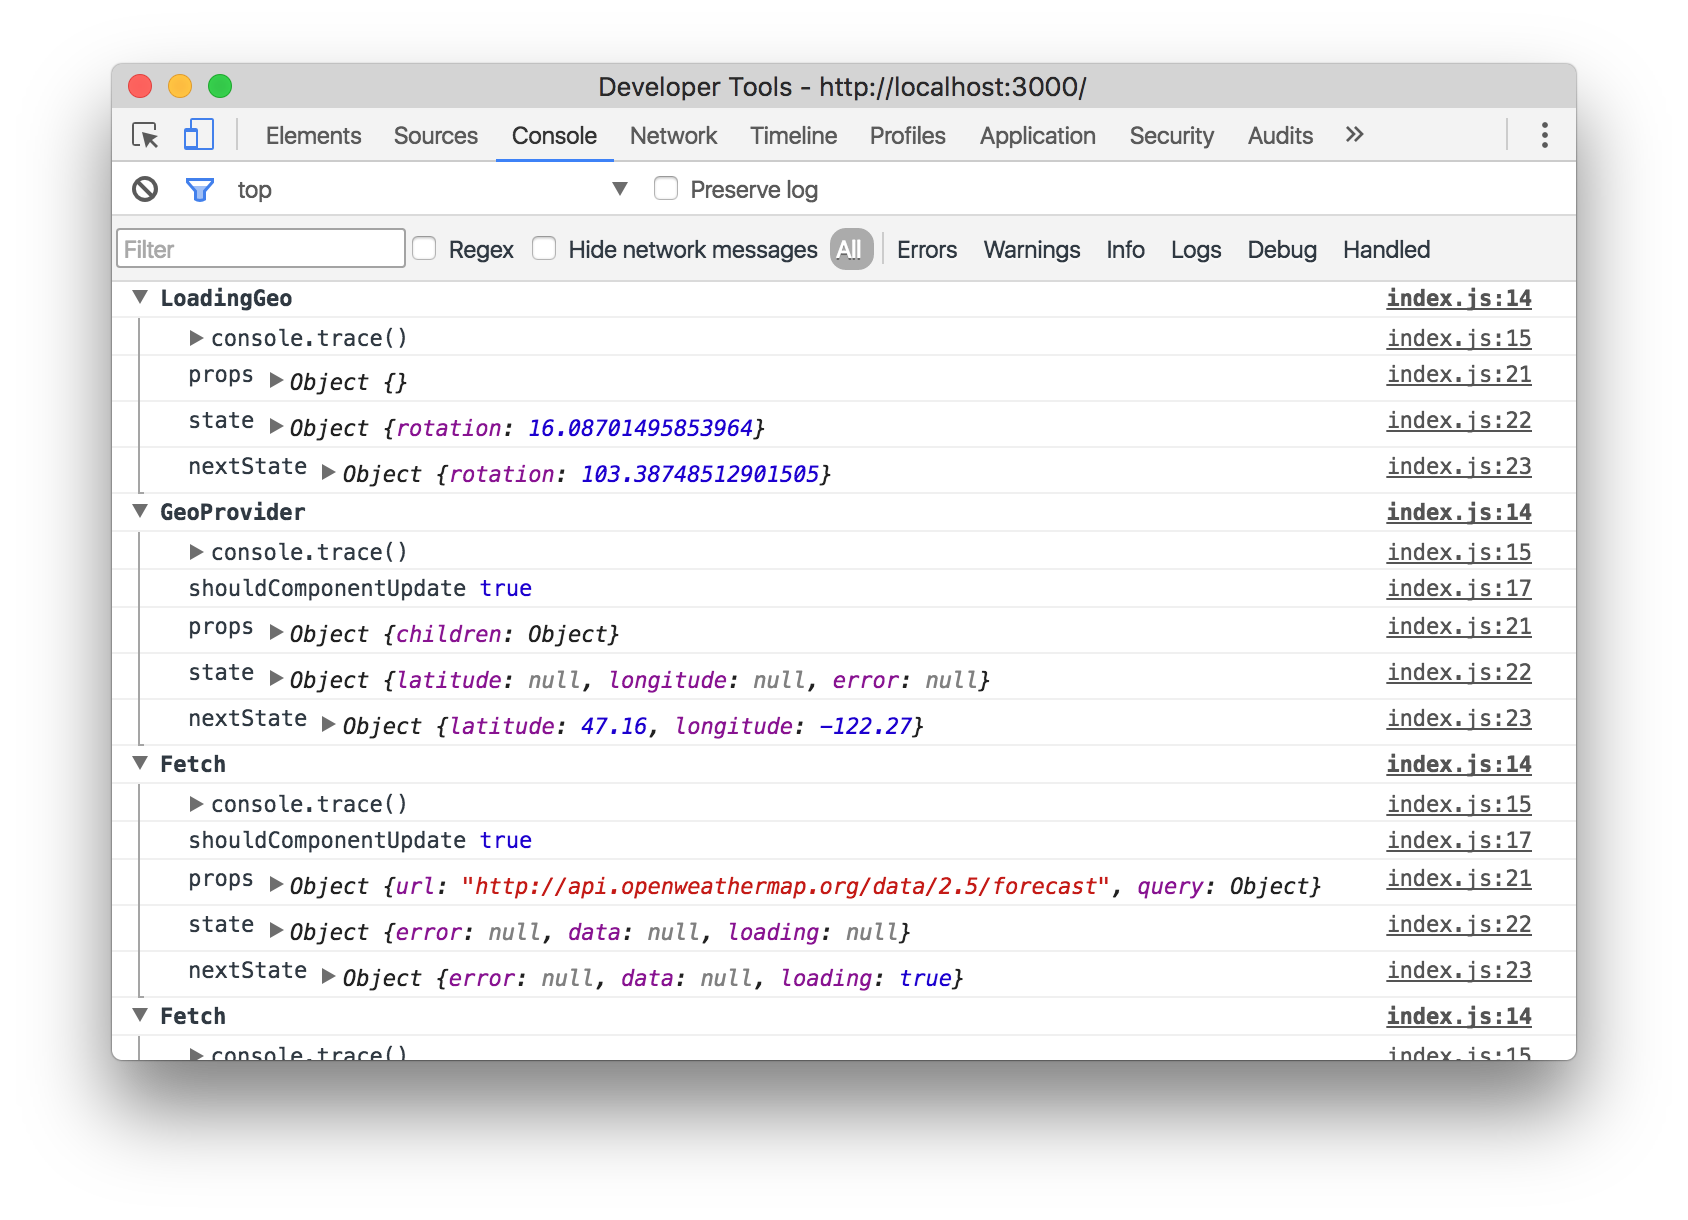 Developer Tools - http://localhost:3000/
Elements Sources Console Network Timeline Profiles Application Security Audits »
top ▼ Preserve log
Filter Regex Hide network messages All Errors Warnings Info Logs Debug Handled
▼ LoadingGeo index.js:14
▶ console.trace() index.js:15
props ▶ Object {} index.js:21
state ▶ Object {rotation: 16.08701495853964} index.js:22
nextState ▶ Object {rotation: 103.38748512901505} index.js:23
▼ GeoProvider index.js:14
▶ console.trace() index.js:15
shouldComponentUpdate true index.js:17
props ▶ Object {children: Object} index.js:21
state ▶ Object {latitude: null, longitude: null, error: null} index.js:22
nextState ▶ Object {latitude: 47.16, longitude: −122.27} index.js:23
▼ Fetch index.js:14
▶ console.trace() index.js:15
shouldComponentUpdate true index.js:17
props ▶ Object {url: "http://api.openweathermap.org/data/2.5/forecast", query: Object} index.js:21
state ▶ Object {error: null, data: null, loading: null} index.js:22
nextState ▶ Object {error: null, data: null, loading: true} index.js:23
▼ Fetch index.js:14
▶ console.trace() index.js:15